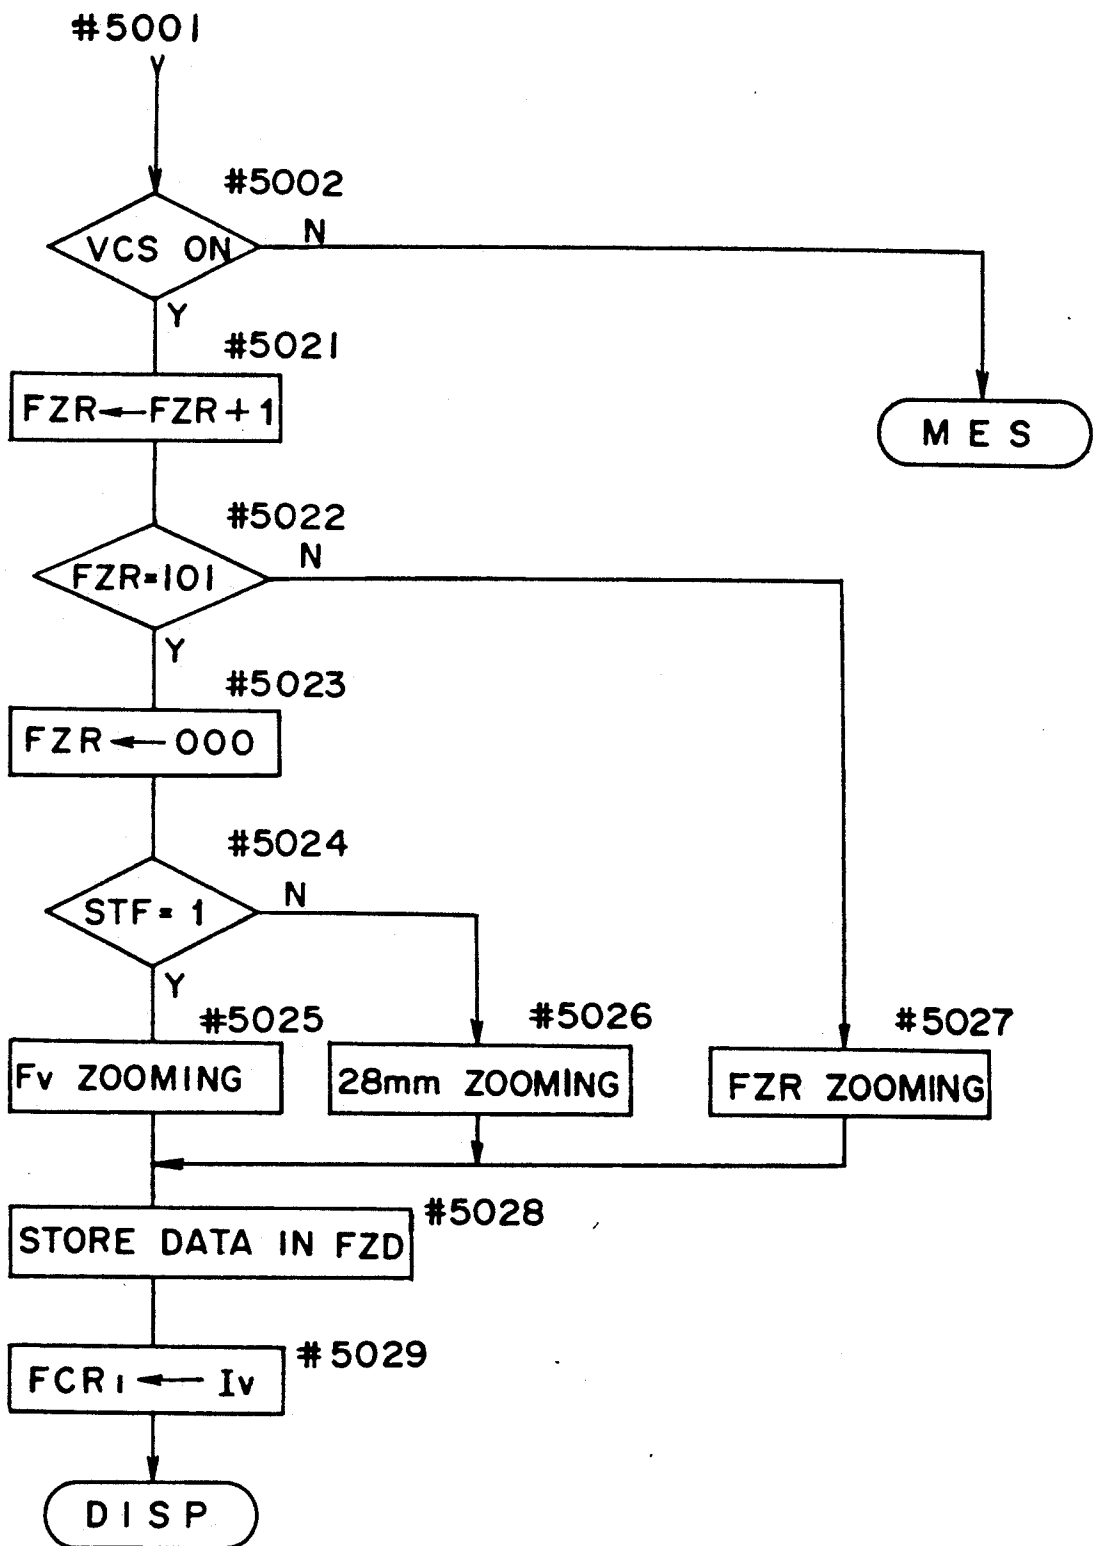 #5001
Y
#5002
VCS ON
N
Y
#5021
FZR←FZR+1
MES
#5022
FZR=101
N
Y
#5023
FZR←000
#5024
STF=1
N
Y
#5025
#5026
#5027
Fv ZOOMING
28mm ZOOMING
FZR ZOOMING
STORE DATA IN FZD
#5028
FCR1←Iv
#5029
DISP